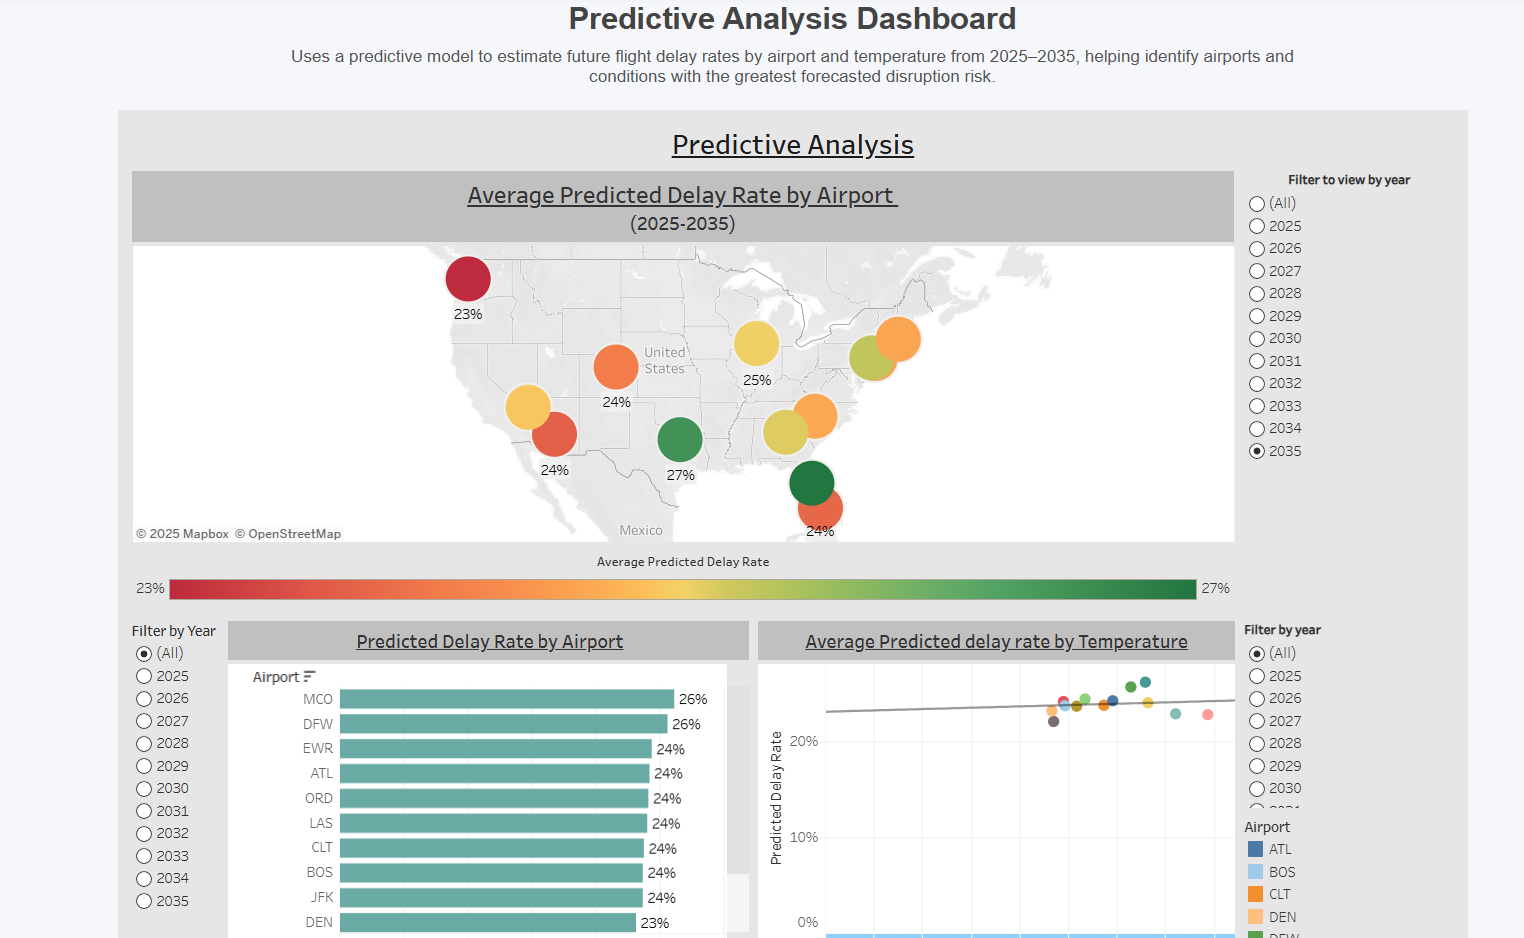 Predictive Analysis Dashboard
Uses a predictive model to estimate future flight delay rates by airport and temperature from 2025–2035, helping identify airports and
conditions with the greatest forecasted disruption risk.
Predictive Analysis
Average Predicted Delay Rate by Airport
(2025-2035)
23%
24%
United
States
25%
24%
27%
24%
Mexico
© 2025 Mapbox © OpenStreetMap
Filter to view by year
(All)
2025
2026
2027
2028
2029
2030
2031
2032
2033
2034
2035
Average Predicted Delay Rate
23%
27%
Filter by Year
(All)
2025
2026
2027
2028
2029
2030
2031
2032
2033
2034
2035
Predicted Delay Rate by Airport
Airport
MCO 26%
DFW 26%
EWR 24%
ATL 24%
ORD 24%
LAS 24%
CLT 24%
BOS 24%
JFK 24%
DEN 23%
Average Predicted delay rate by Temperature
Predicted Delay Rate
20%
10%
0%
Filter by year
(All)
2025
2026
2027
2028
2029
2030
2031
Airport
ATL
BOS
CLT
DEN
DFW